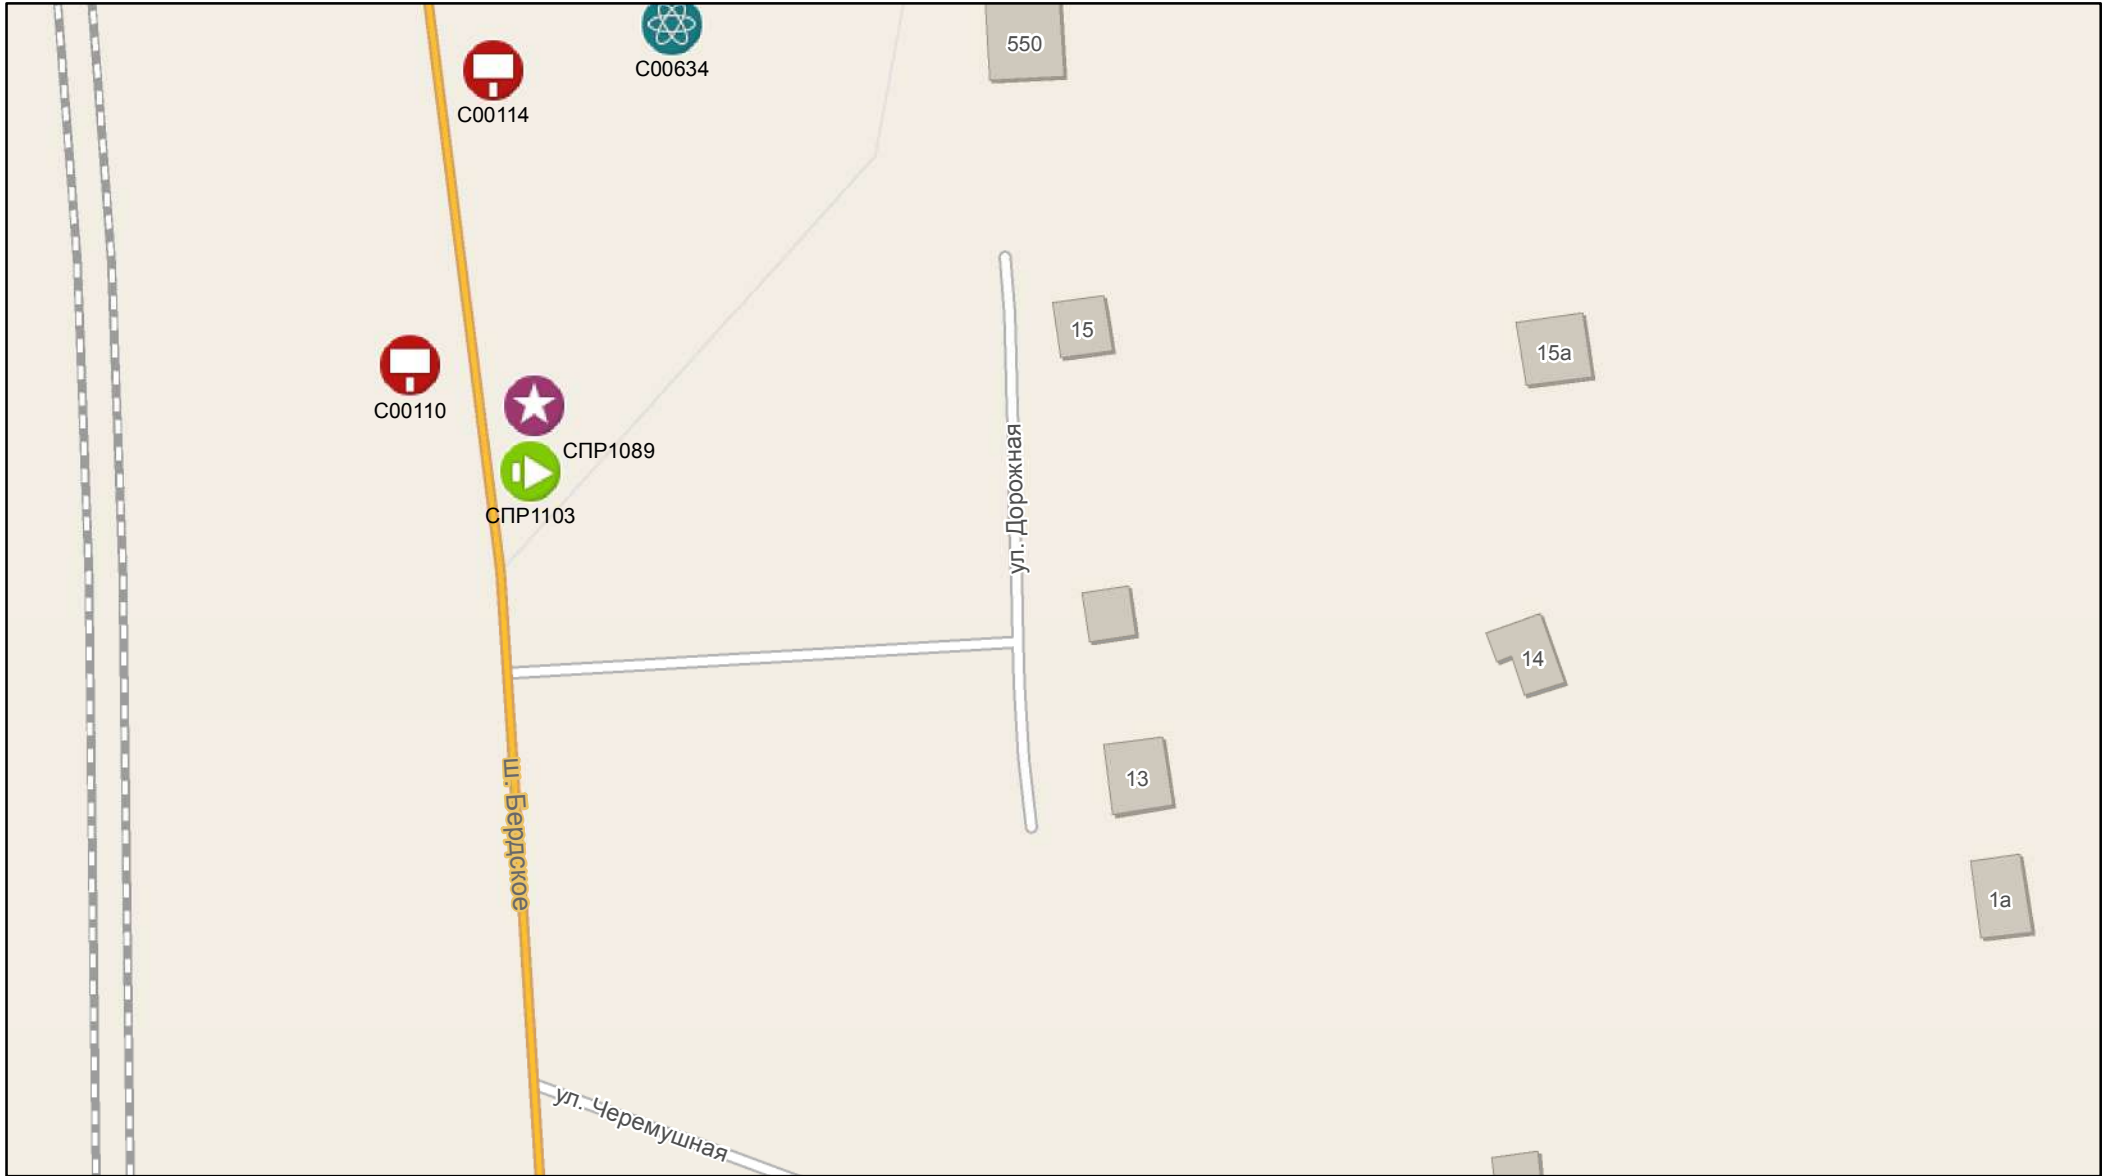 550
С00634
С00114
15
15а
С00110
СПР1089
СПР1103
ул. Дорожная
14
13
ш. Бердское
1а
ул. Черемушная